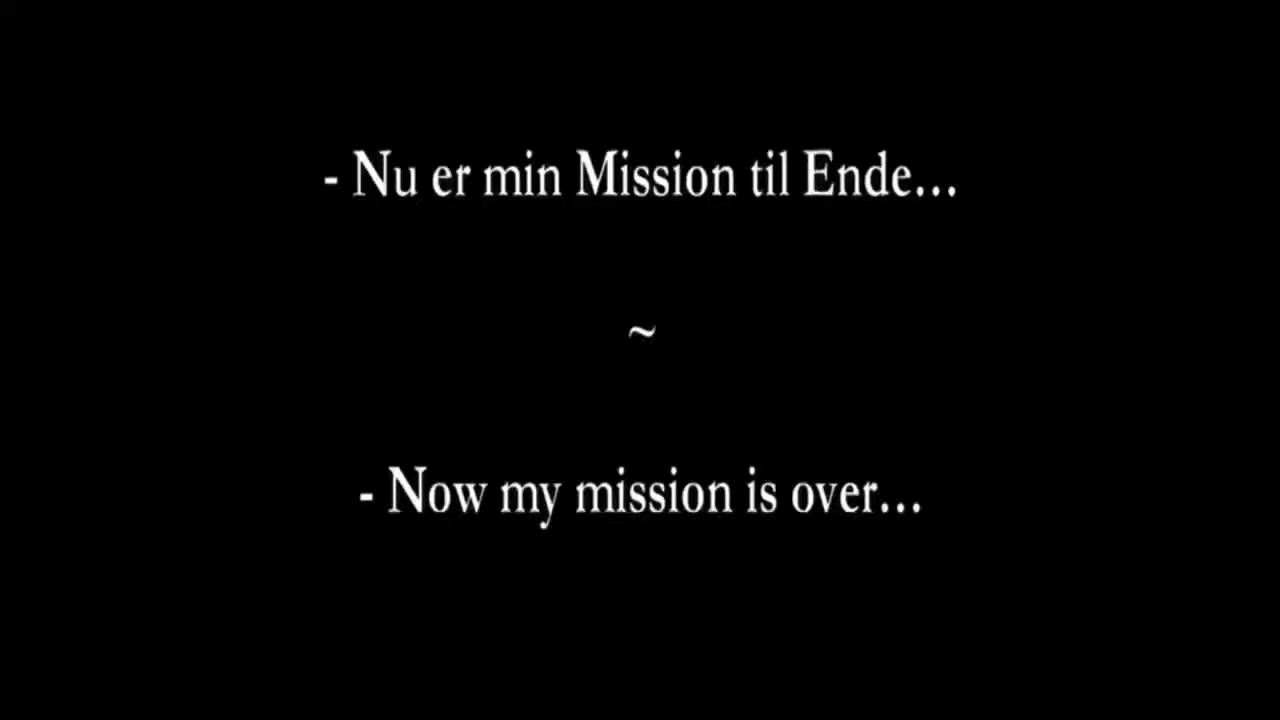 - Nu er min Mission til Ende...
~
- Now my mission is over...